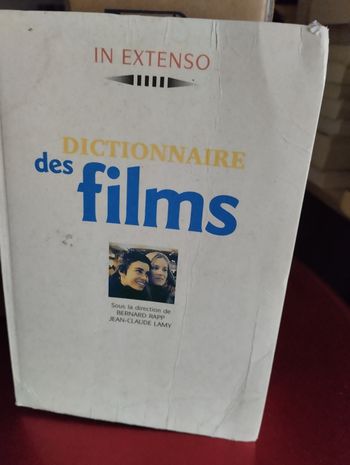 IN EXTENSO
DICTIONNAIRE
des films
Sous la direction de
BERNARD RAPP
JEAN-CLAUDE LAMY